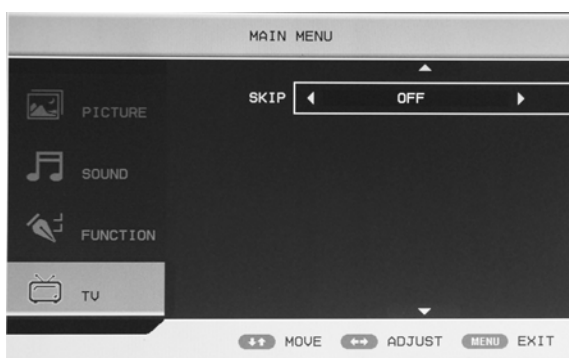 MAIN MENU
SKIP OFF
PICTURE
SOUND
FUNCTION
TV
MOVE ADJUST MENU EXIT